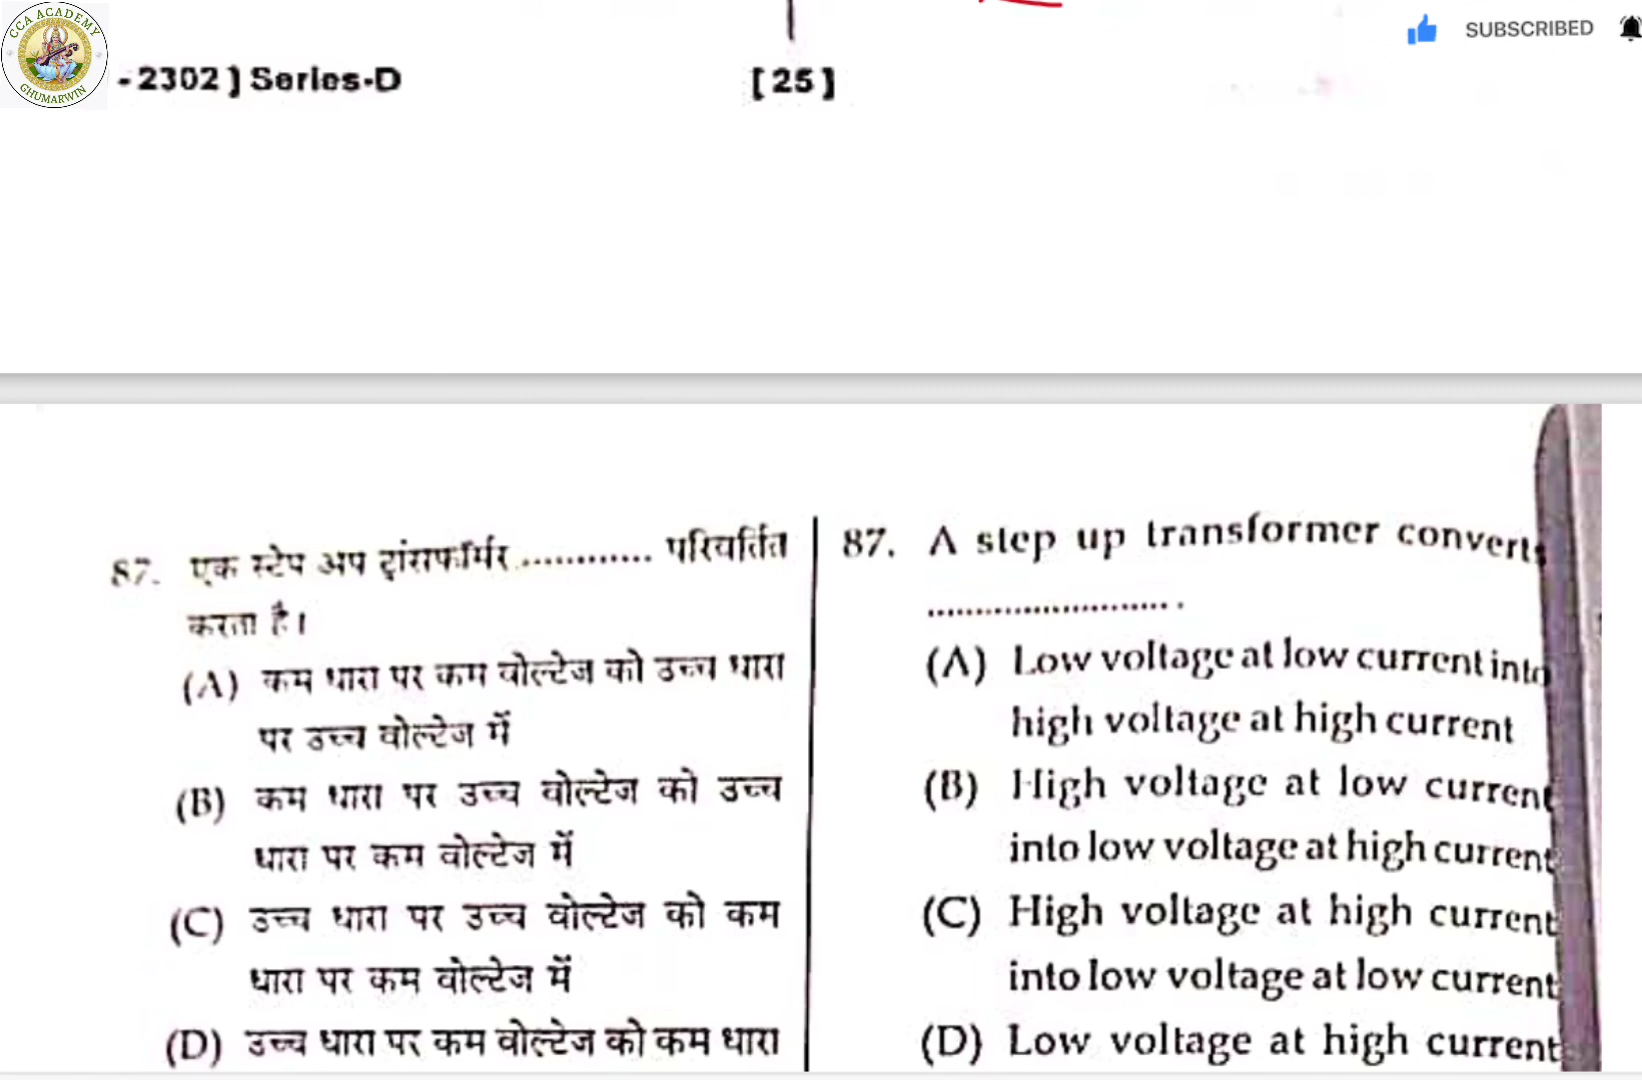 CCA ACADEMY
GHUMARWIN
SUBSCRIBED
-2302 ] Series-D
[ 25 ]
87. एक स्टेप अप ट्रांसफॉर्मर ............ परिवर्तित
करता है।
(A) कम धारा पर कम वोल्टेज को उच्च धारा
पर उच्च वोल्टेज में
(B) कम धारा पर उच्च वोल्टेज को उच्च
धारा पर कम वोल्टेज में
(C) उच्च धारा पर उच्च वोल्टेज को कम
धारा पर कम वोल्टेज में
(D) उच्च धारा पर कम वोल्टेज को कम धारा
87. A step up transformer converts
........................ .
(A) Low voltage at low current into
high voltage at high current
(B) High voltage at low current
into low voltage at high current
(C) High voltage at high current
into low voltage at low current
(D) Low voltage at high current